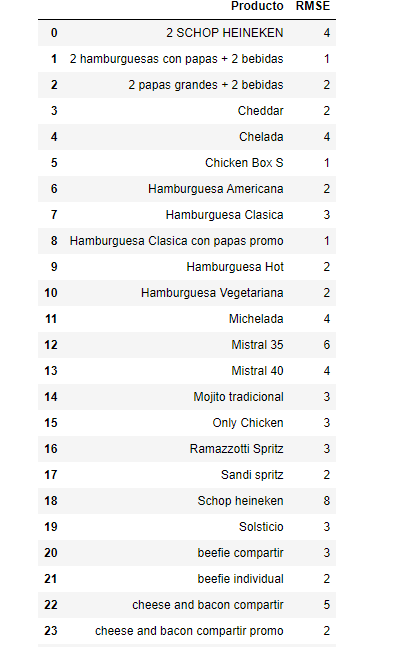 Producto RMSE
0 2 SCHOP HEINEKEN 4
1 2 hamburguesas con papas + 2 bebidas 1
2 2 papas grandes + 2 bebidas 2
3 Cheddar 2
4 Chelada 4
5 Chicken Box S 1
6 Hamburguesa Americana 2
7 Hamburguesa Clasica 3
8 Hamburguesa Clasica con papas promo 1
9 Hamburguesa Hot 2
10 Hamburguesa Vegetariana 2
11 Michelada 4
12 Mistral 35 6
13 Mistral 40 4
14 Mojito tradicional 3
15 Only Chicken 3
16 Ramazzotti Spritz 3
17 Sandi spritz 2
18 Schop heineken 8
19 Solsticio 3
20 beefie compartir 3
21 beefie individual 2
22 cheese and bacon compartir 5
23 cheese and bacon compartir promo 2